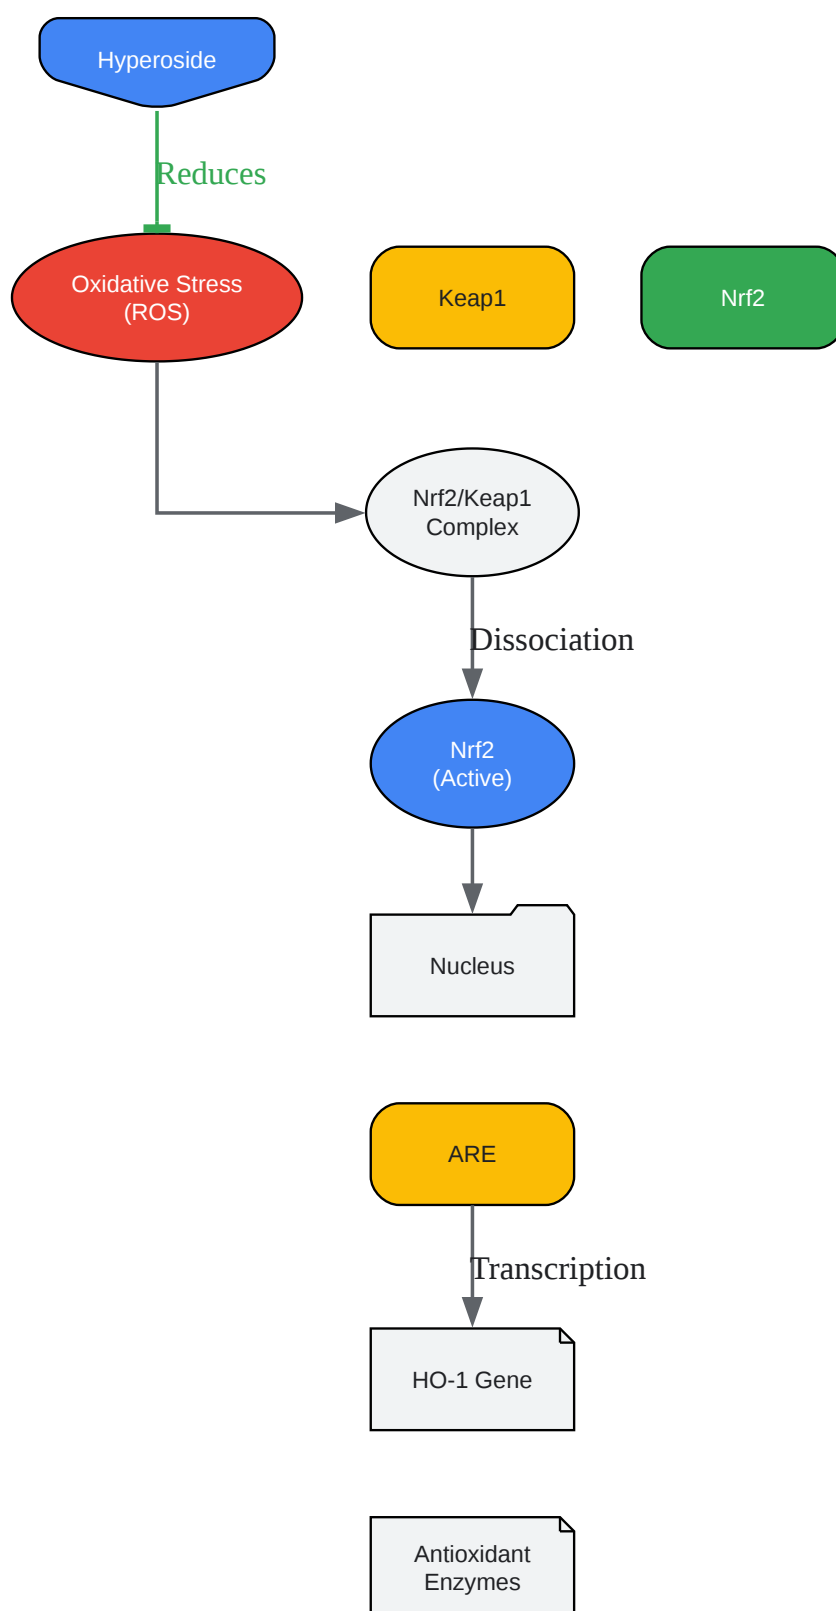 Hyperoside
Reduces
Oxidative Stress
(ROS)
Keap1
Nrf2
Nrf2/Keap1
Complex
Dissociation
Nrf2
(Active)
Nucleus
ARE
Transcription
HO-1 Gene
Antioxidant
Enzymes